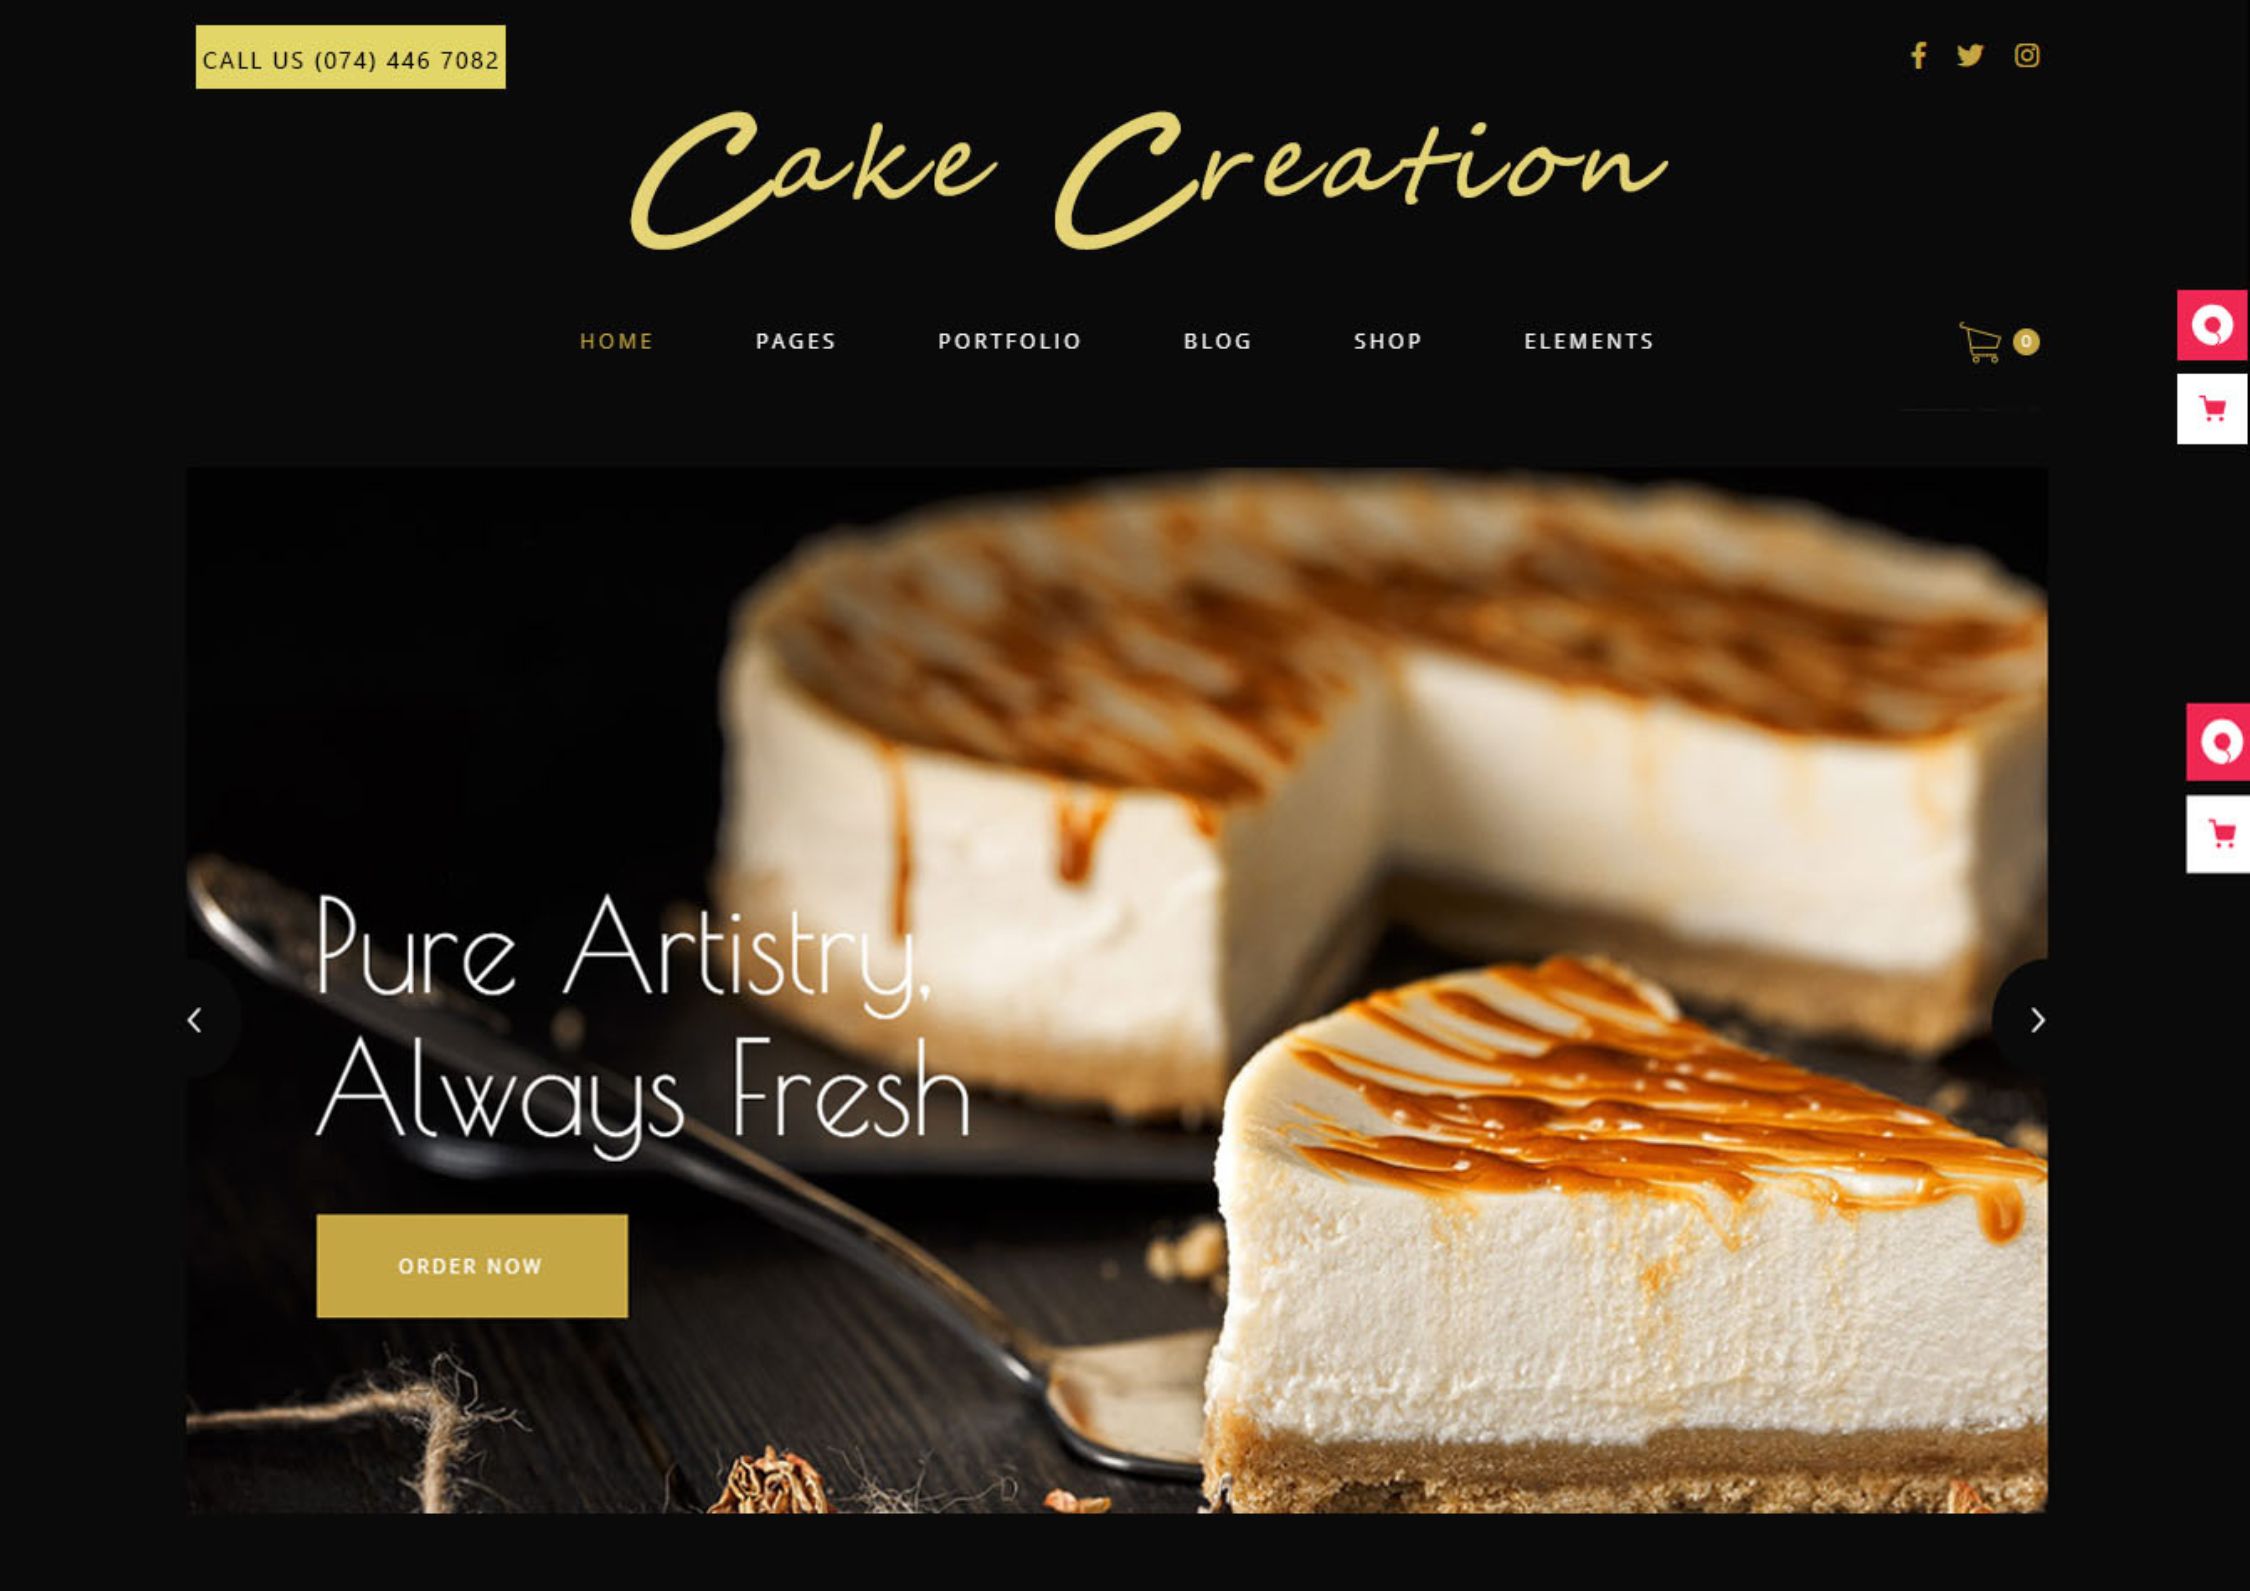 CALL US (074) 446 7082
Cake Creation
HOME PAGES PORTFOLIO BLOG SHOP ELEMENTS 0
Pure Artistry,
Always Fresh
ORDER NOW